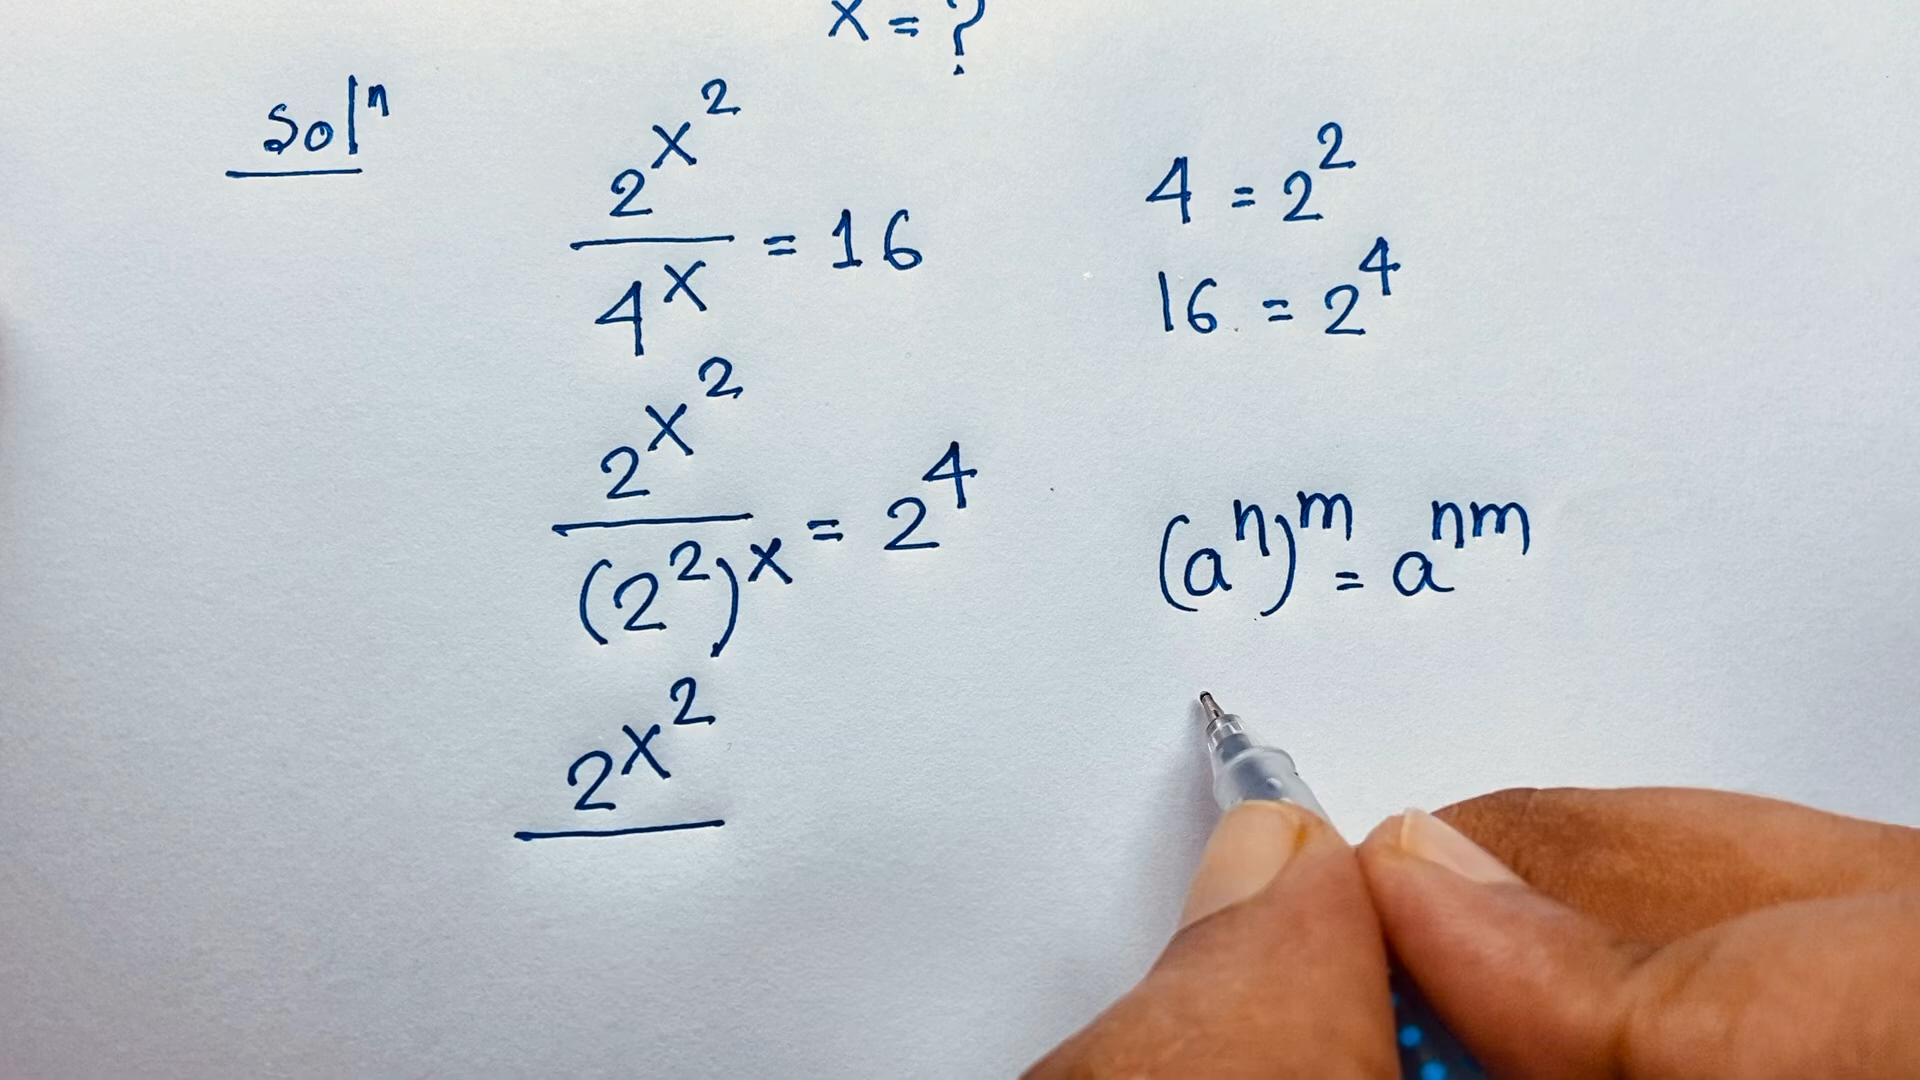 x = ?
Solⁿ
2^x^2 / 4^x = 16
4 = 2^2
16 = 2^4
2^x^2 / (2^2)^x = 2^4
(a^n)^m = a^nm
2^x^2